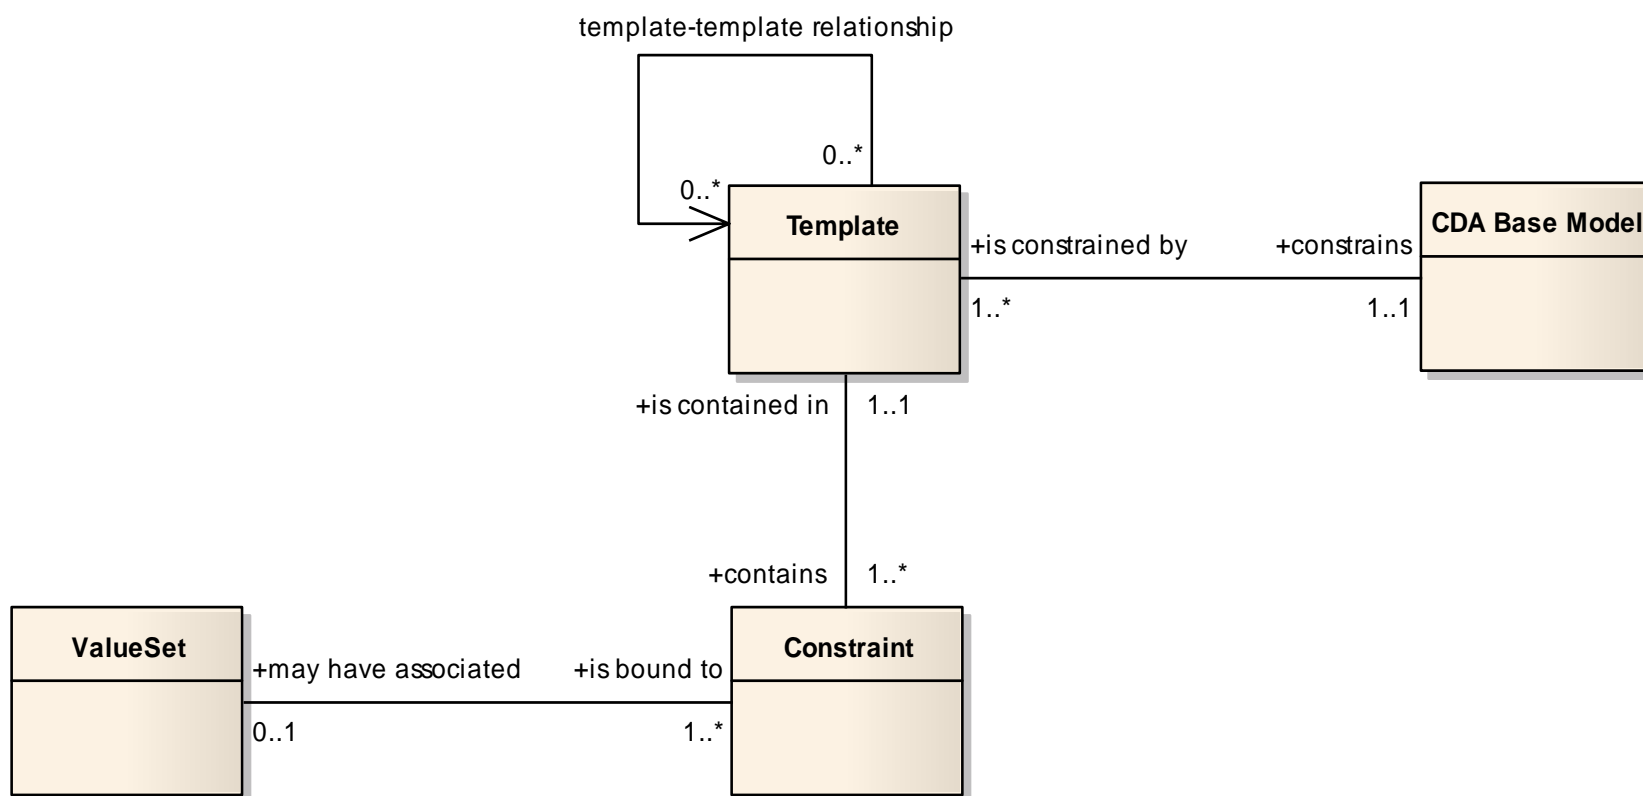 template-template relationship
0..*
0..*
Template
CDA Base Model
+is constrained by
+constrains
1..*
1..1
+is contained in
1..1
+contains
1..*
ValueSet
Constraint
+may have associated
+is bound to
0..1
1..*